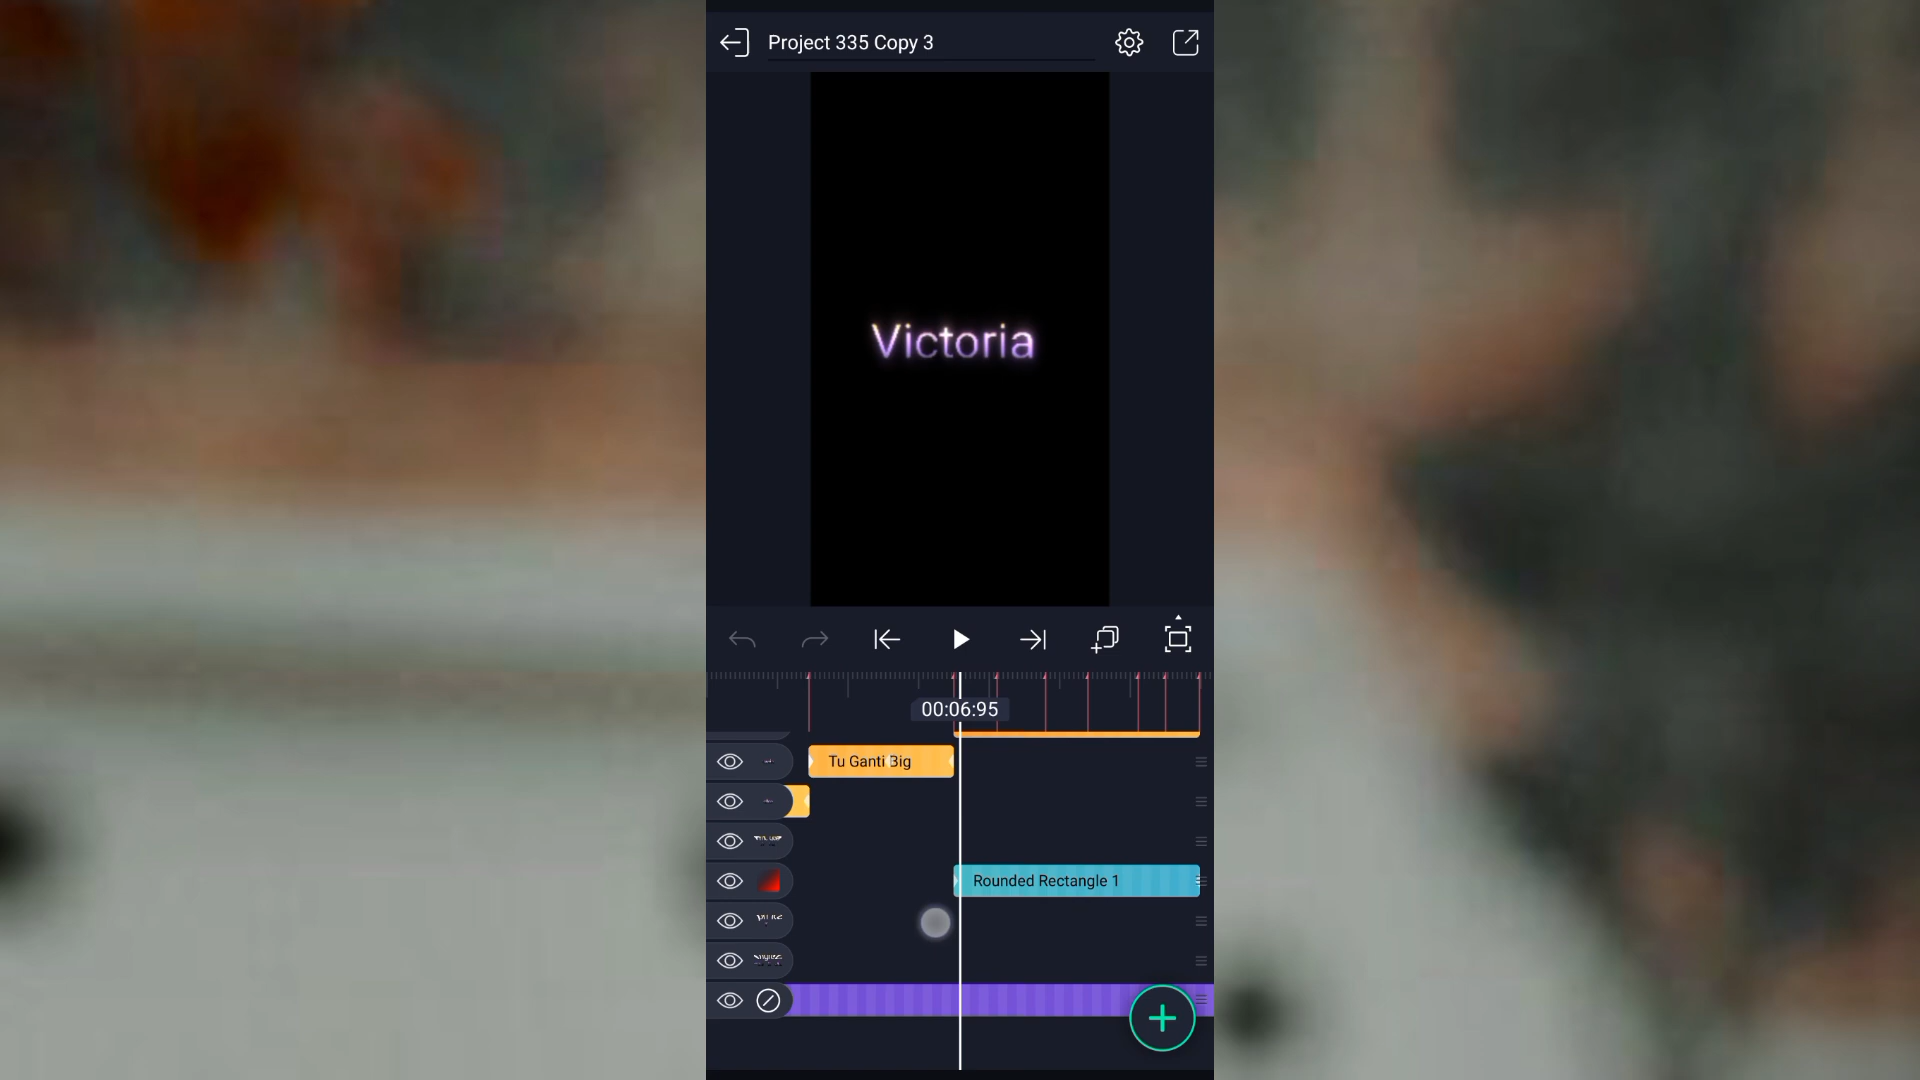 Project 335 Copy 3
Victoria
00:06:95
Tu Ganti Big
Rounded Rectangle 1